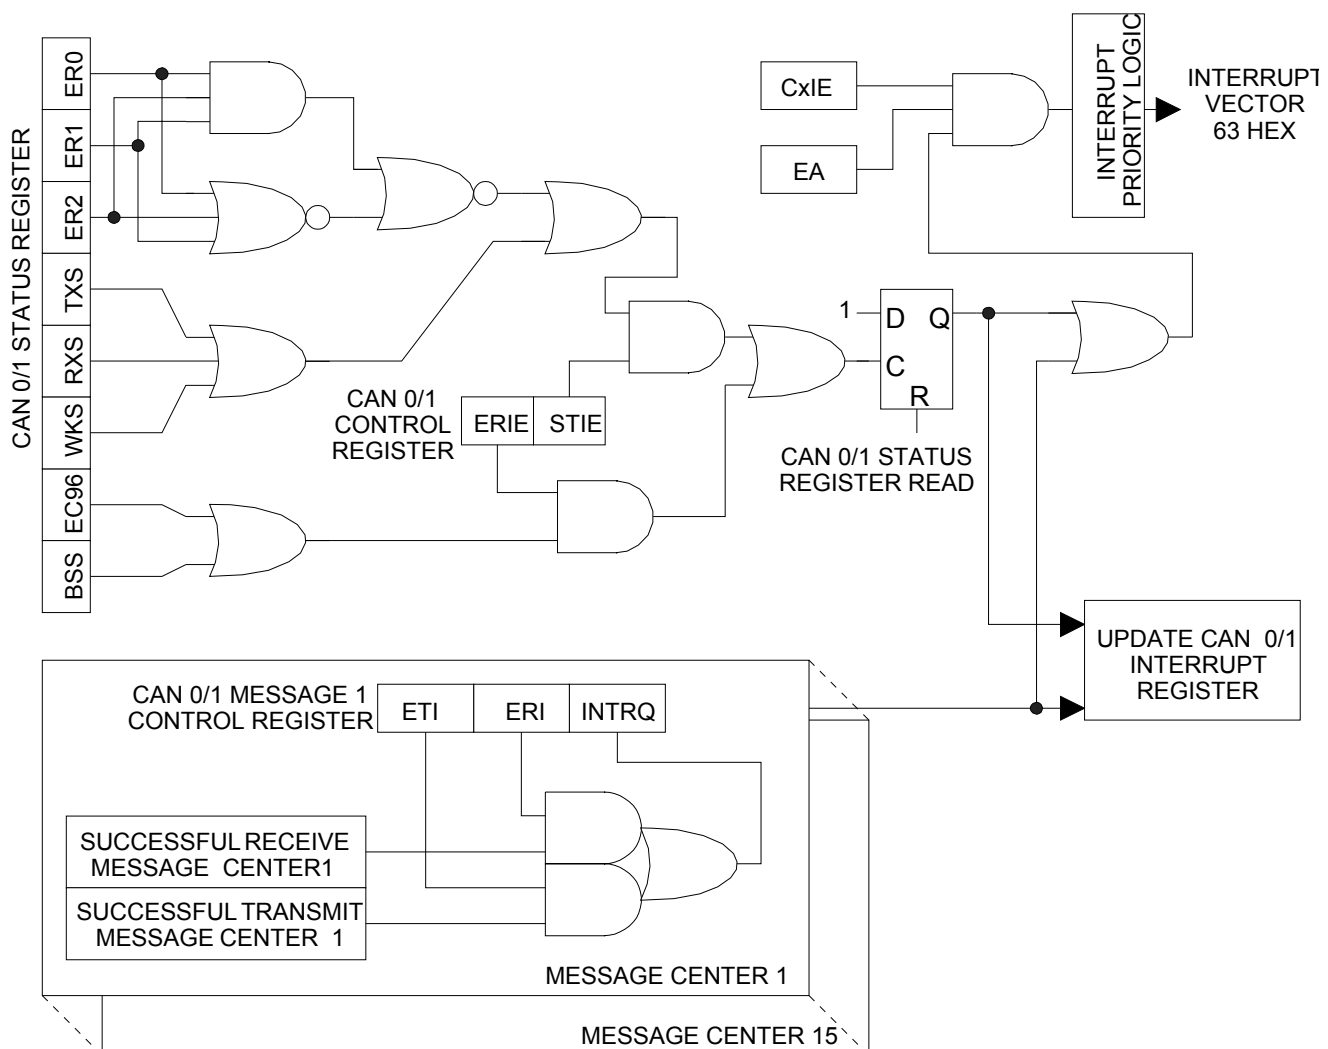 CAN 0/1 STATUS REGISTER
ER0
ER1
ER2
TXS
RXS
WKS
EC96
BSS
CxIE
EA
INTERRUPT
PRIORITY LOGIC
INTERRUPT
VECTOR
63 HEX
CAN 0/1
CONTROL
REGISTER
ERIE
STIE
1
D
Q
C
R
CAN 0/1 STATUS
REGISTER READ
UPDATE CAN 0/1
INTERRUPT
REGISTER
CAN 0/1 MESSAGE 1
CONTROL REGISTER
ETI
ERI
INTRQ
SUCCESSFUL RECEIVE
MESSAGE CENTER1
SUCCESSFUL TRANSMIT
MESSAGE CENTER 1
MESSAGE CENTER 1
MESSAGE CENTER 15